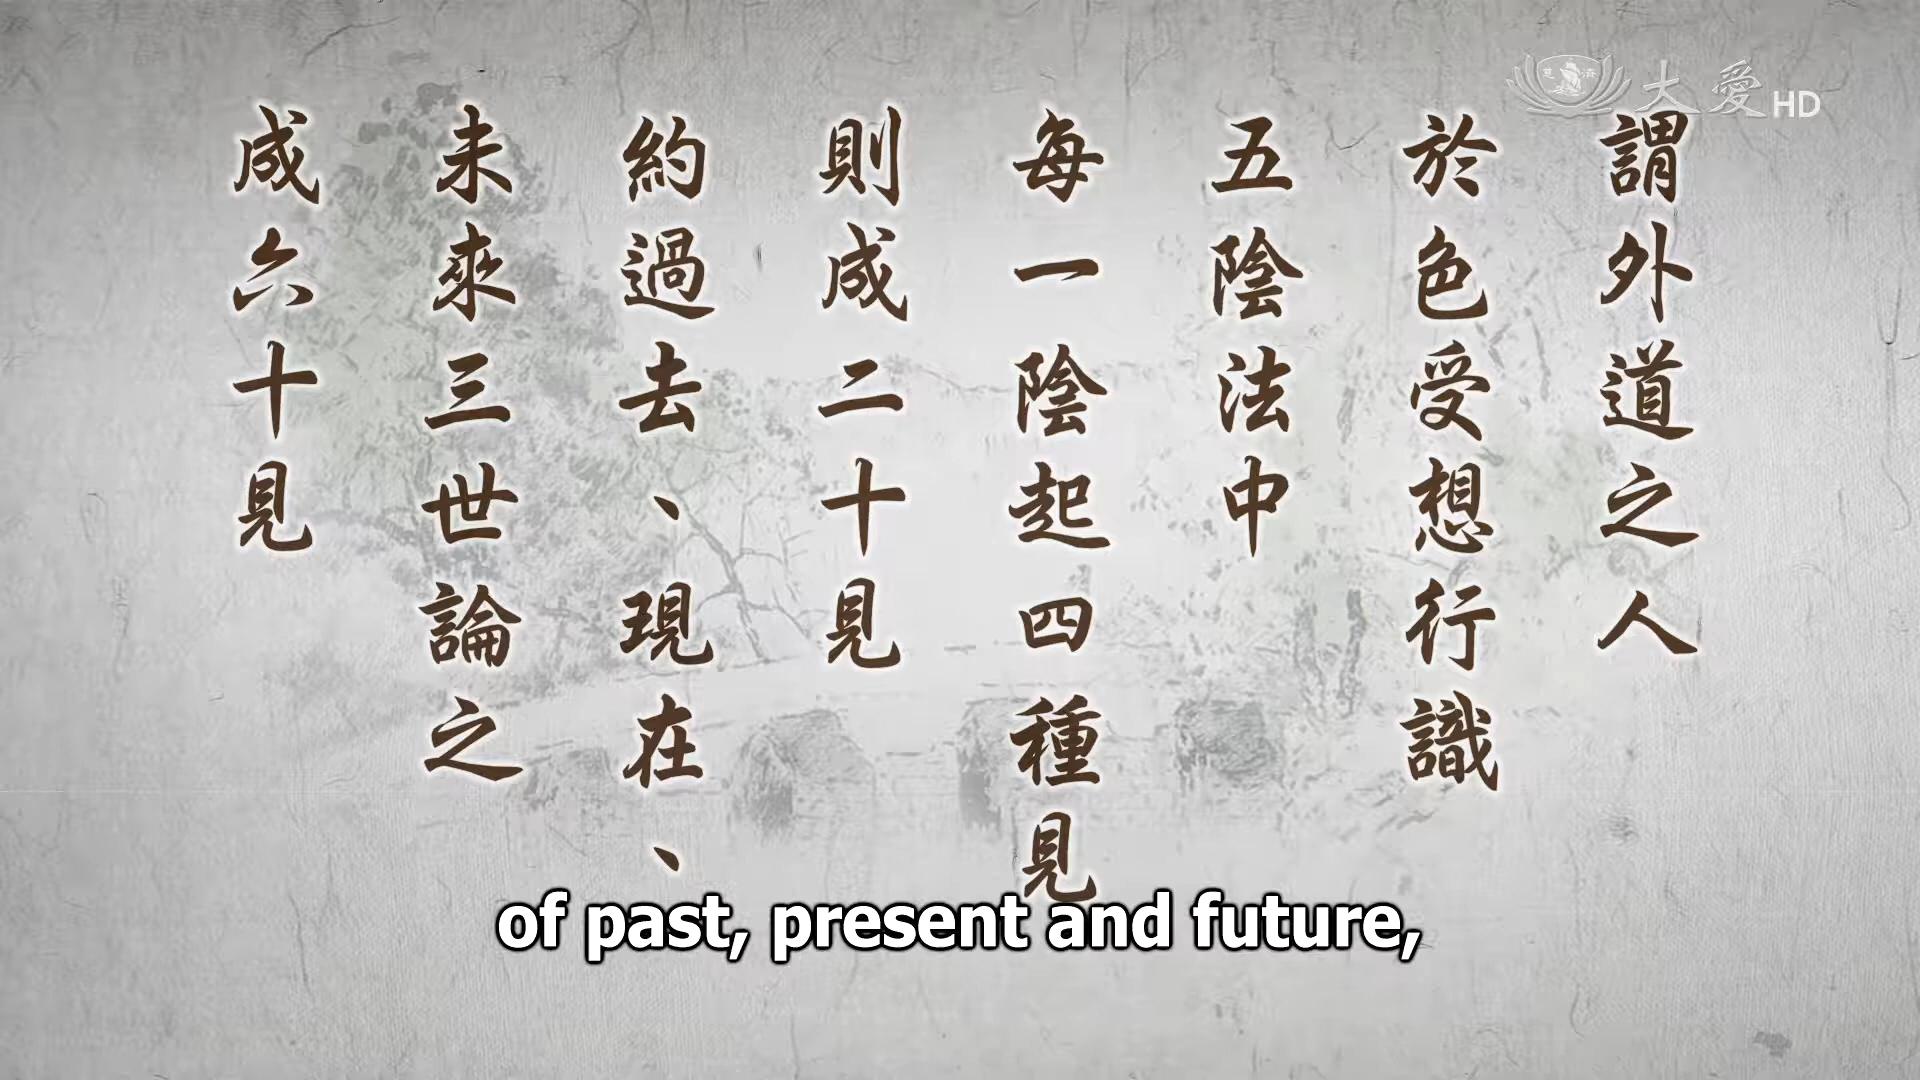 大愛HD
謂外道之人
於色受想行識
五陰法中
每一陰起四種見
則成二十見
約過去、現在、
未來三世論之
成六十見
of past, present and future,